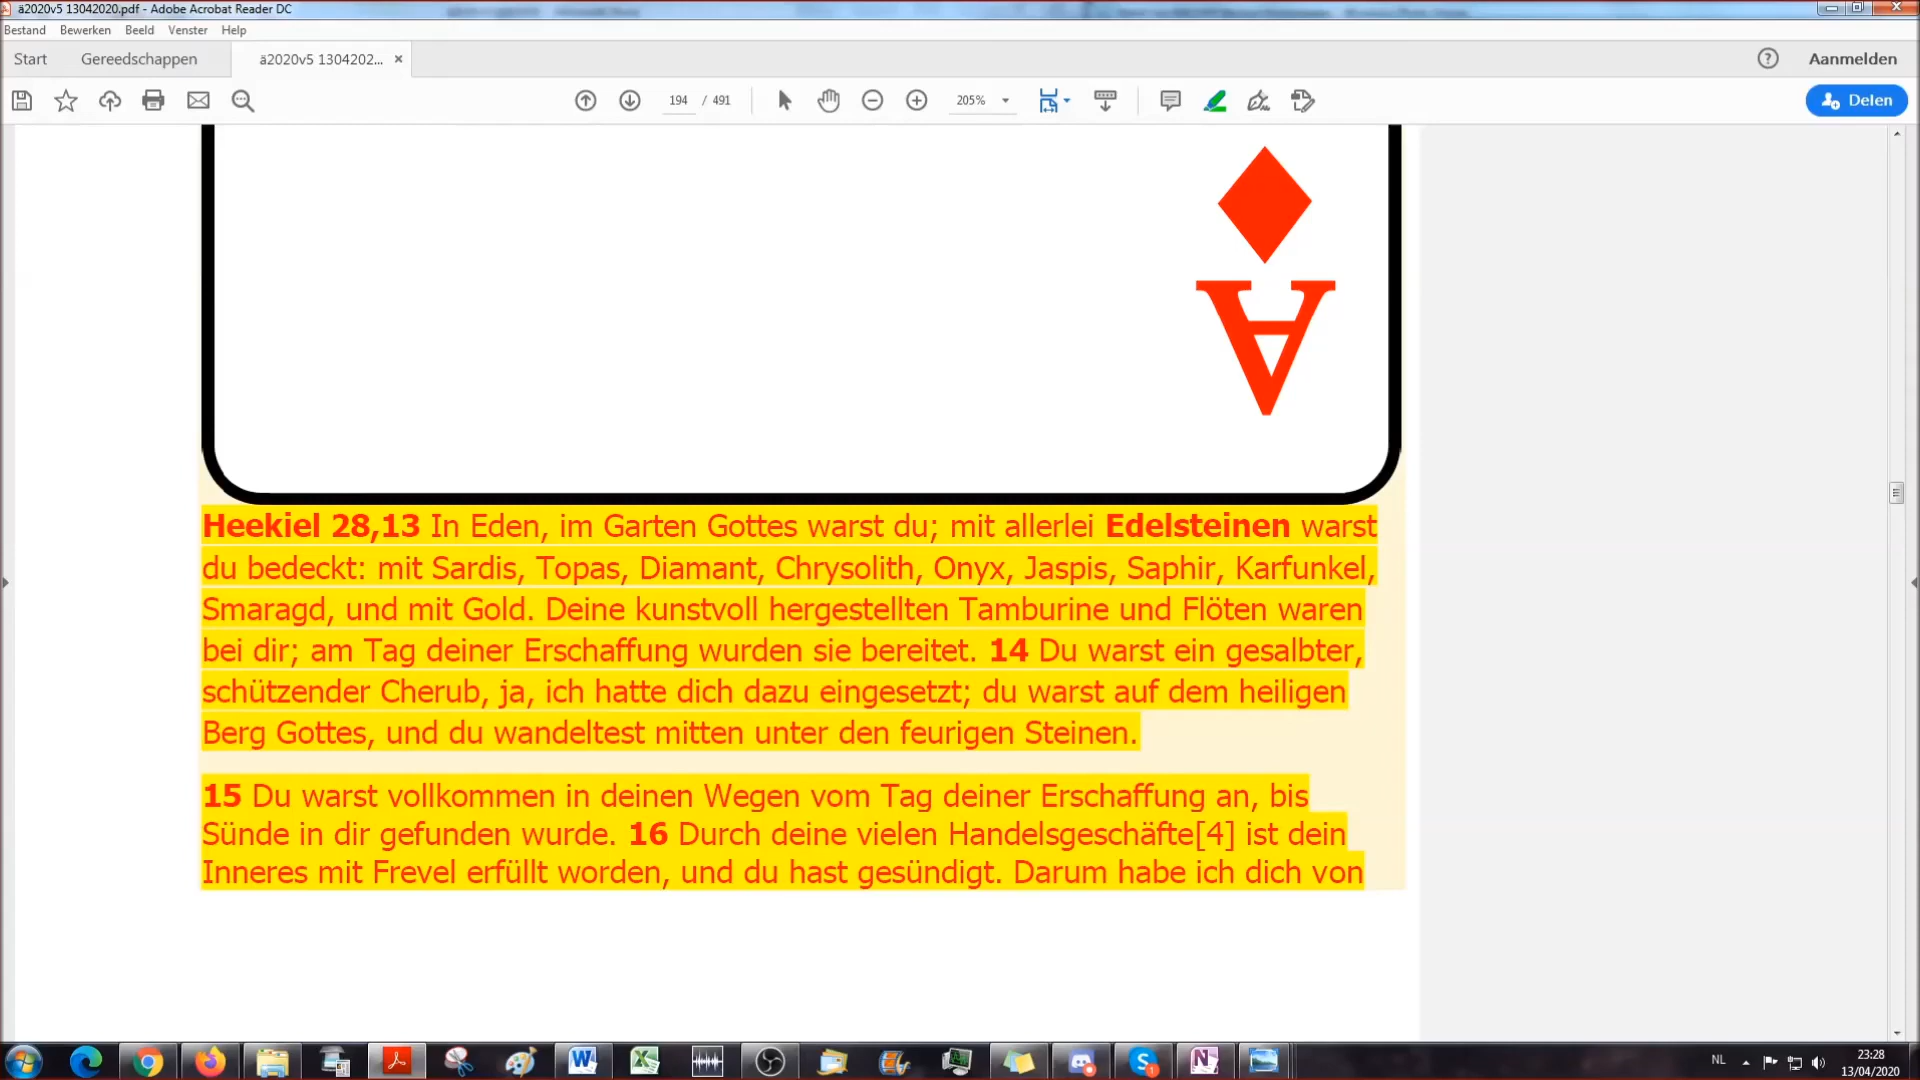 ä2020v5 13042020.pdf - Adobe Acrobat Reader DC
Bestand Bewerken Beeld Venster Help
Start Gereedschappen ä2020v5 1304202... Aanmelden
194 / 491 205% Delen
A
Heekiel 28,13 In Eden, im Garten Gottes warst du; mit allerlei Edelsteinen warst
du bedeckt: mit Sardis, Topas, Diamant, Chrysolith, Onyx, Jaspis, Saphir, Karfunkel,
Smaragd, und mit Gold. Deine kunstvoll hergestellten Tamburine und Flöten waren
bei dir; am Tag deiner Erschaffung wurden sie bereitet. 14 Du warst ein gesalbter,
schützender Cherub, ja, ich hatte dich dazu eingesetzt; du warst auf dem heiligen
Berg Gottes, und du wandeltest mitten unter den feurigen Steinen.
15 Du warst vollkommen in deinen Wegen vom Tag deiner Erschaffung an, bis
Sünde in dir gefunden wurde. 16 Durch deine vielen Handelsgeschäfte[4] ist dein
Inneres mit Frevel erfüllt worden, und du hast gesündigt. Darum habe ich dich von
NL 23:28
13/04/2020